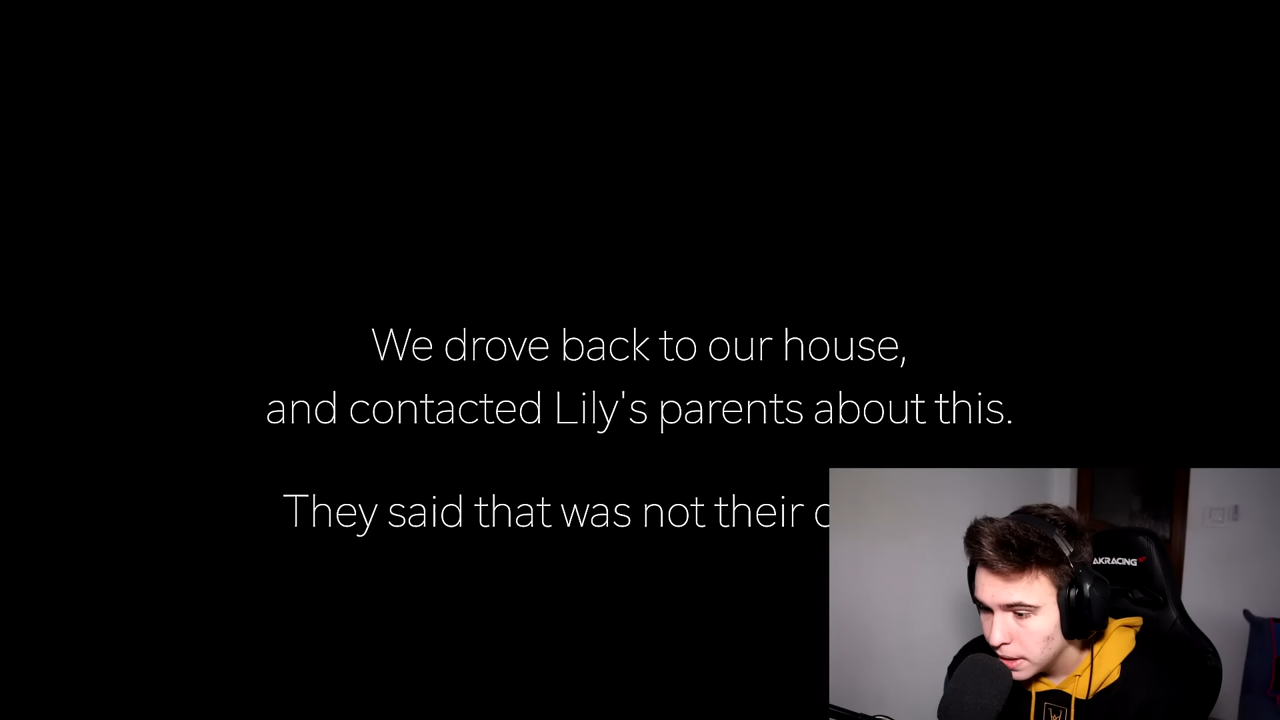 We drove back to our house,
and contacted Lily's parents about this.
They said that was not their
AKRACING